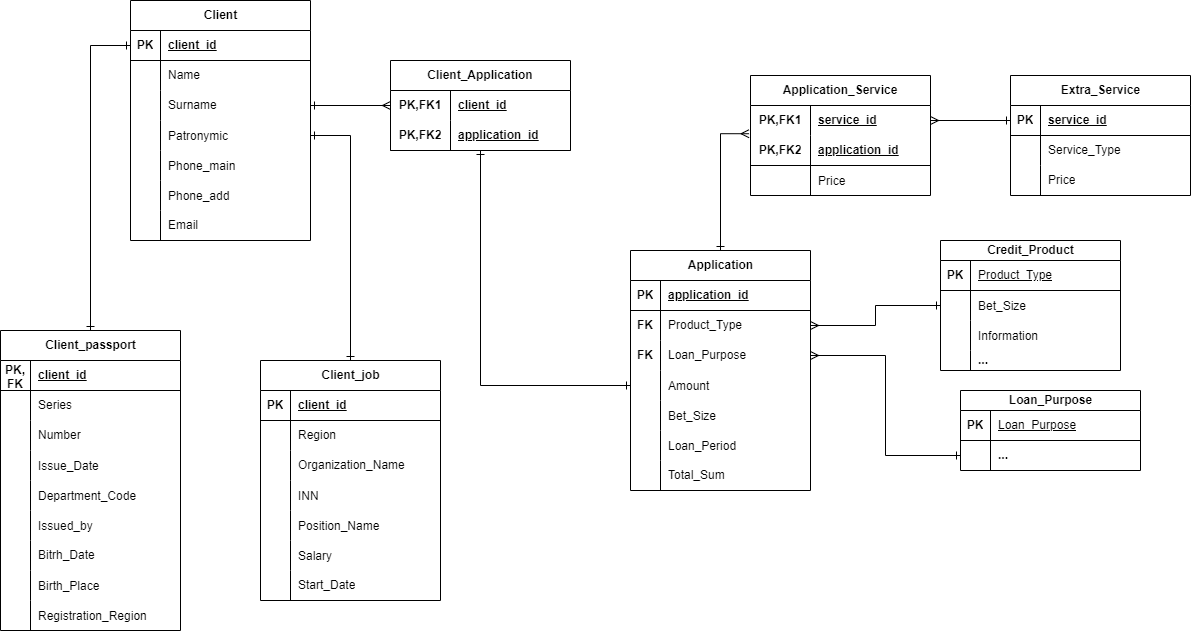 Client
PK client_id
Name
Surname
Patronymic
Phone_main
Phone_add
Email
Client_Application
PK,FK1 client_id
PK,FK2 application_id
Application_Service
PK,FK1 service_id
PK,FK2 application_id
Price
Extra_Service
PK service_id
Service_Type
Price
Client_passport
PK,
FK client_id
Series
Number
Issue_Date
Department_Code
Issued_by
Bitrh_Date
Birth_Place
Registration_Region
Client_job
PK client_id
Region
Organization_Name
INN
Position_Name
Salary
Start_Date
Application
PK application_id
FK Product_Type
FK Loan_Purpose
Amount
Bet_Size
Loan_Period
Total_Sum
Credit_Product
PK Product_Type
Bet_Size
Information
...
Loan_Purpose
PK Loan_Purpose
...